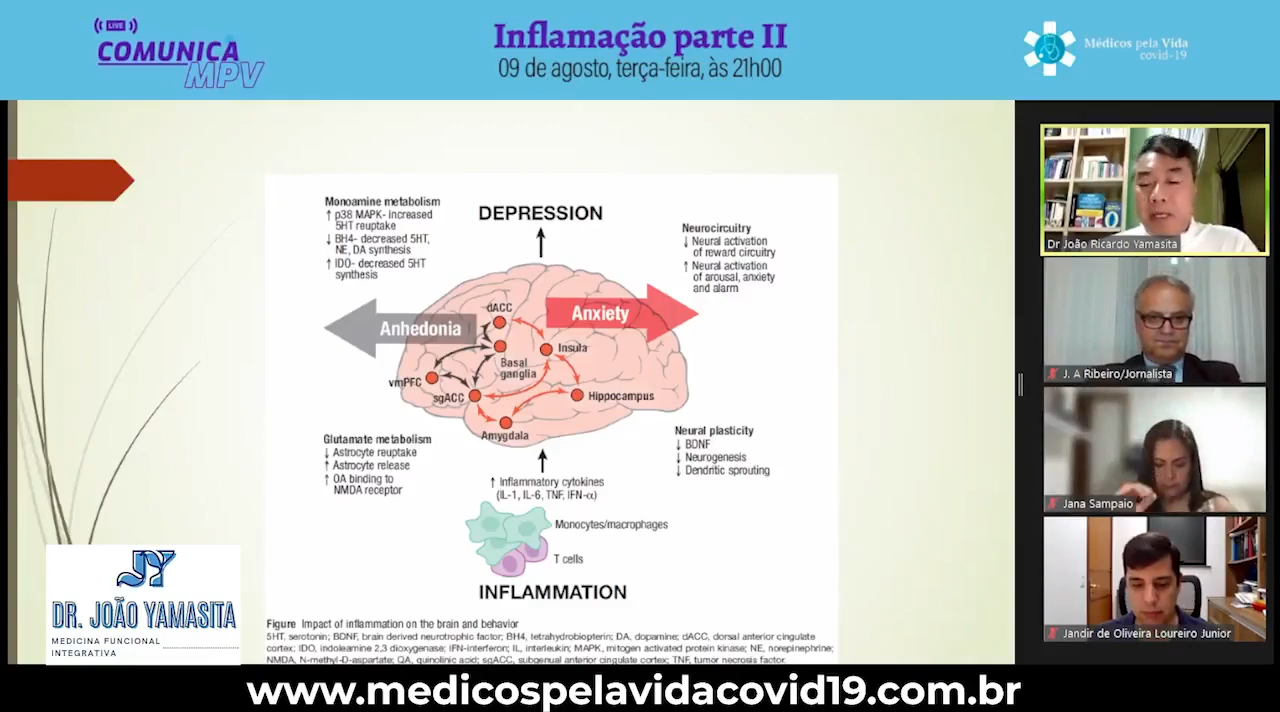 LIVE
COMUNICA
MPV
Inflamação parte II
09 de agosto, terça-feira, às 21h00
Médicos pela Vida
covid-19
Monoamine metabolism
↑ p38 MAPK- increased
5HT reuptake
↓ BH4- decreased 5HT,
NE, DA synthesis
↑ IDO- decreased 5HT
synthesis
DEPRESSION
Neurocircuitry
↓ Neural activation
of reward circuitry
↑ Neural activation
of arousal, anxiety
and alarm
Anhedonia
Anxiety
dACC
Insula
Basal
ganglia
vmPFC
sgACC
Hippocampus
Amygdala
Glutamate metabolism
↓ Astrocyte reuptake
↑ Astrocyte release
↑ QA binding to
NMDA receptor
Neural plasticity
↓ BDNF
↓ Neurogenesis
↓ Dendritic sprouting
↑ Inflammatory cytokines
(IL-1, IL-6, TNF, IFN-α)
Monocytes/macrophages
T cells
INFLAMMATION
Figure Impact of inflammation on the brain and behavior
5HT, serotonin; BDNF, brain derived neurotrophic factor; BH4, tetrahydrobiopterin; DA, dopamine; dACC, dorsal anterior cingulate
cortex; IDO, indoleamine 2,3 dioxygenase; IFN-interferon; IL, interleukin; MAPK, mitogen activated protein kinase; NE, norepinephrine;
NMDA, N-methyl-D-aspartate; QA, quinolinic acid; sgACC, subgenual anterior cingulate cortex; TNF, tumor necrosis factor.
JY
DR. JOÃO YAMASITA
MEDICINA FUNCIONAL
INTEGRATIVA
Dr João Ricardo Yamasita
J. A Ribeiro/Jornalista
Jana Sampaio
Jandir de Oliveira Loureiro Junior
www.medicospelavidacovid19.com.br